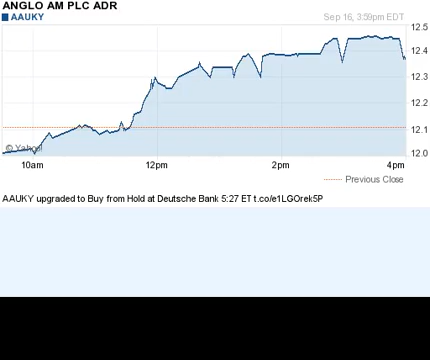 ANGLO AM PLC ADR
AAUKY
Sep 16, 3:59pm EDT
12.5
12.4
12.3
12.2
12.1
12.0
© Yahoo!
10am 12pm 2pm 4pm
Previous Close
AAUKY upgraded to Buy from Hold at Deutsche Bank 5:27 ET t.co/e1LGOrek5P